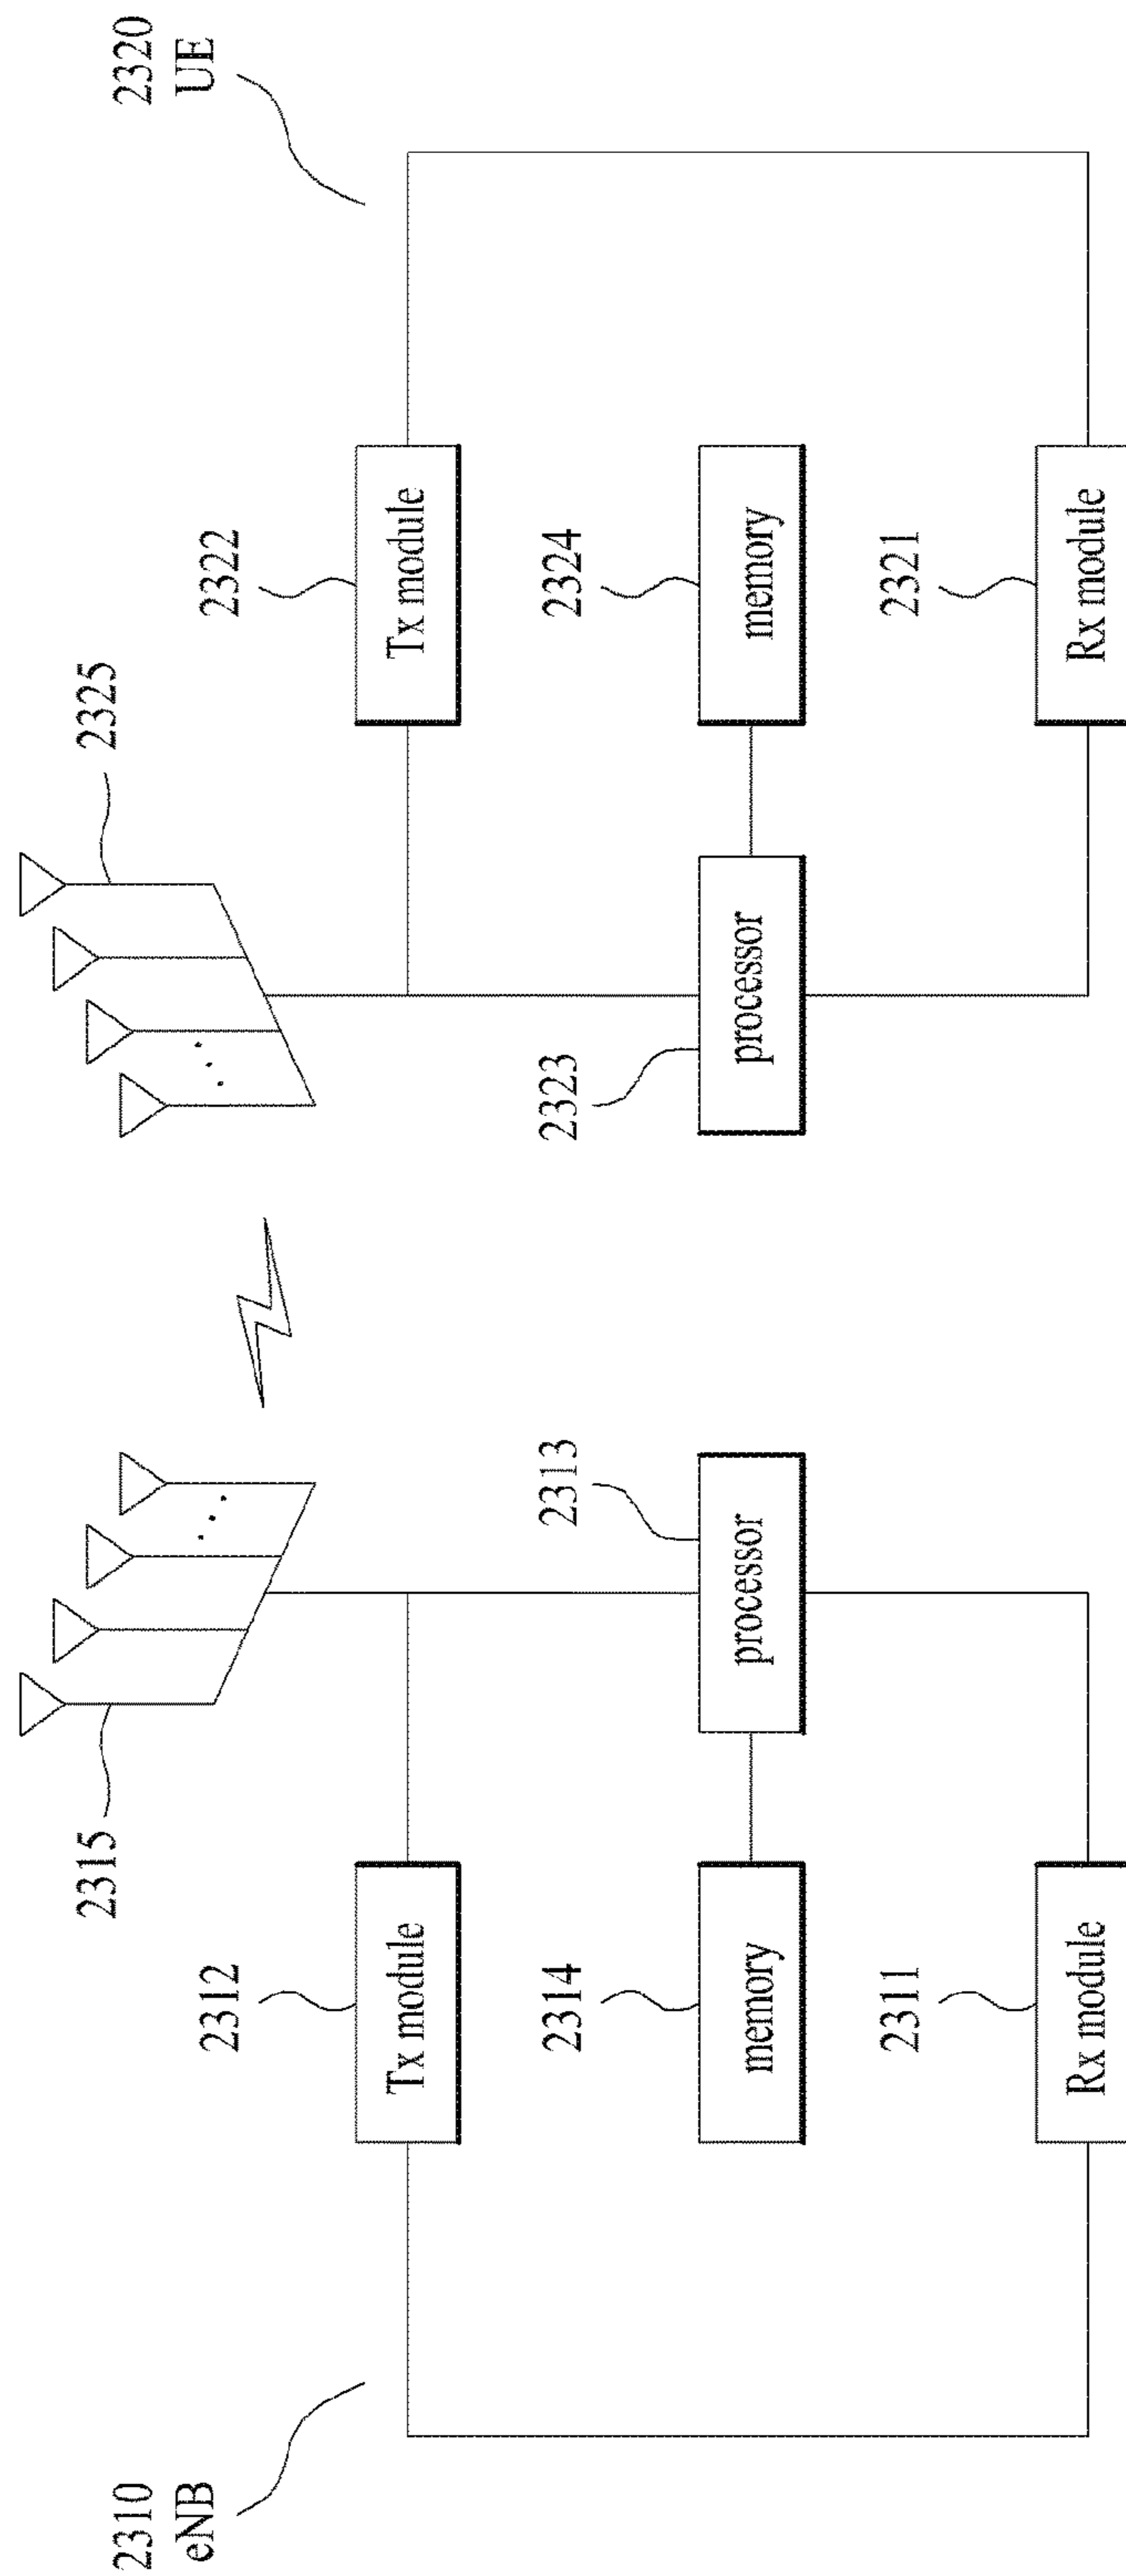 2310
eNB
2315
2312
Tx module
2313
2314
memory
processor
2311
Rx module
2320
UE
2325
2322
Tx module
2323
2324
processor
memory
2321
Rx module